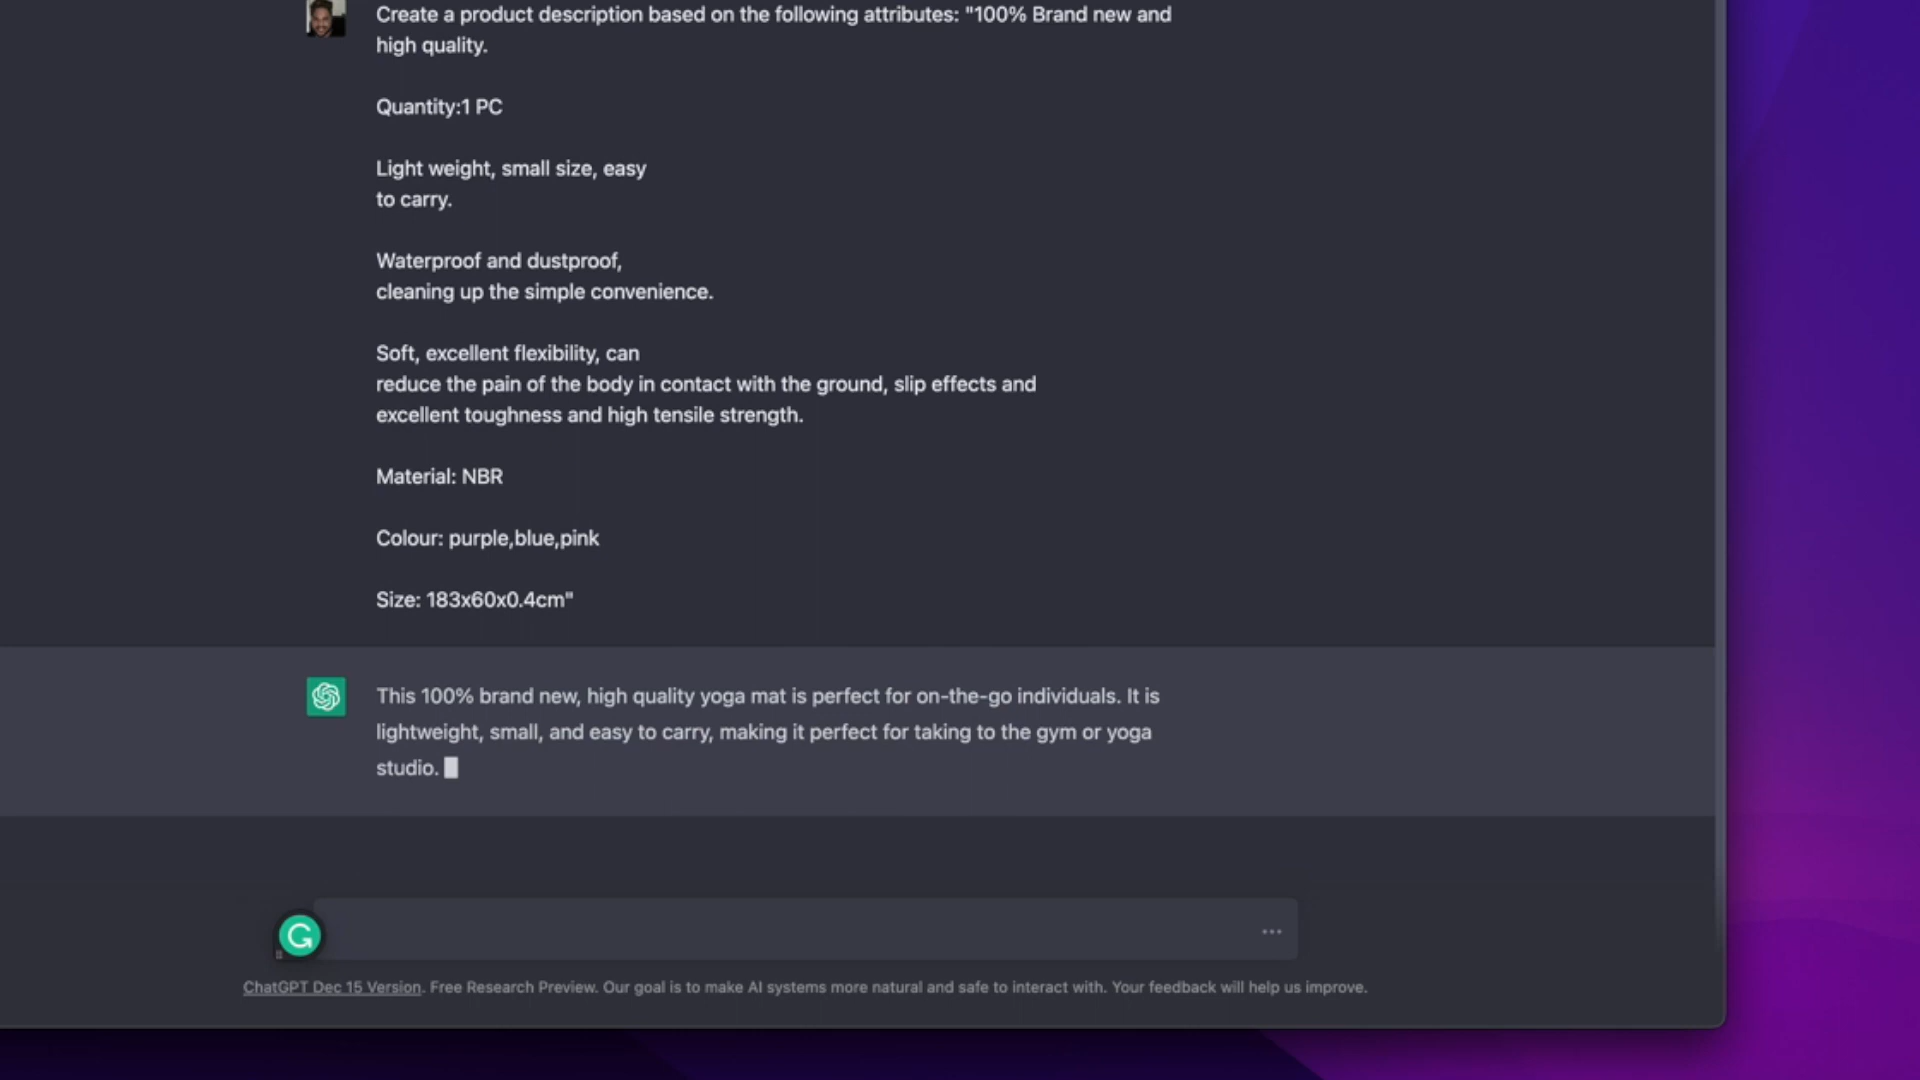 Create a product description based on the following attributes: "100% Brand new and
high quality.
Quantity:1 PC
Light weight, small size, easy
to carry.
Waterproof and dustproof,
cleaning up the simple convenience.
Soft, excellent flexibility, can
reduce the pain of the body in contact with the ground, slip effects and
excellent toughness and high tensile strength.
Material: NBR
Colour: purple,blue,pink
Size: 183x60x0.4cm"
This 100% brand new, high quality yoga mat is perfect for on-the-go individuals. It is
lightweight, small, and easy to carry, making it perfect for taking to the gym or yoga
studio.
ChatGPT Dec 15 Version. Free Research Preview. Our goal is to make AI systems more natural and safe to interact with. Your feedback will help us improve.